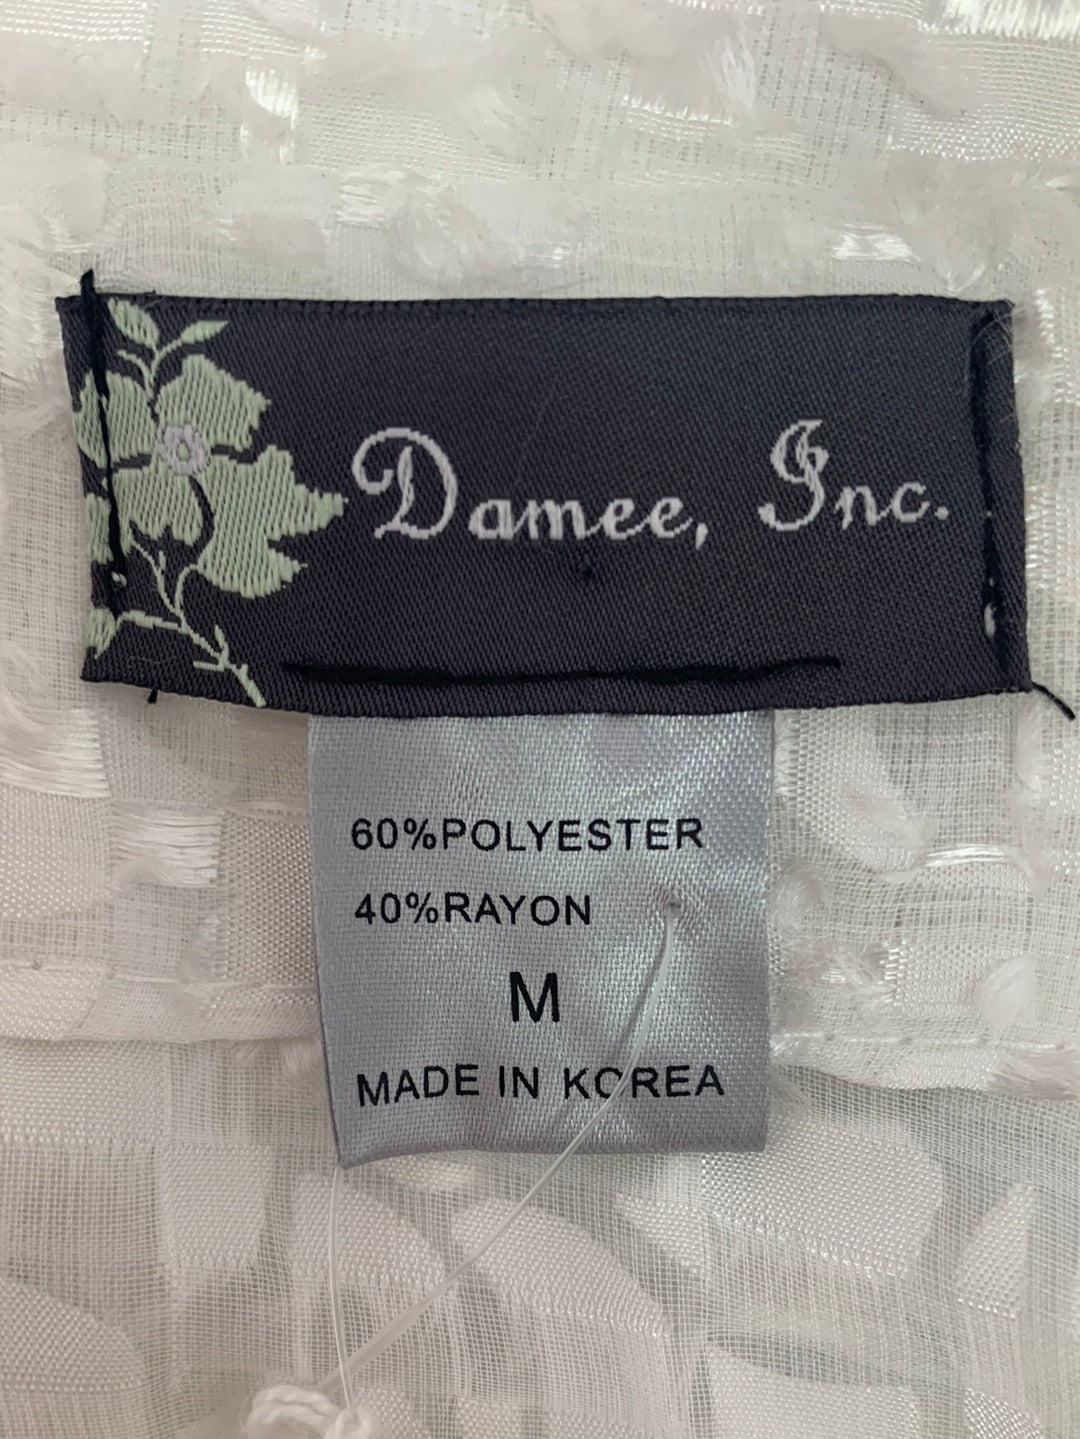 Damee, Inc.
60%POLYESTER
40%RAYON
M
MADE IN KOREA